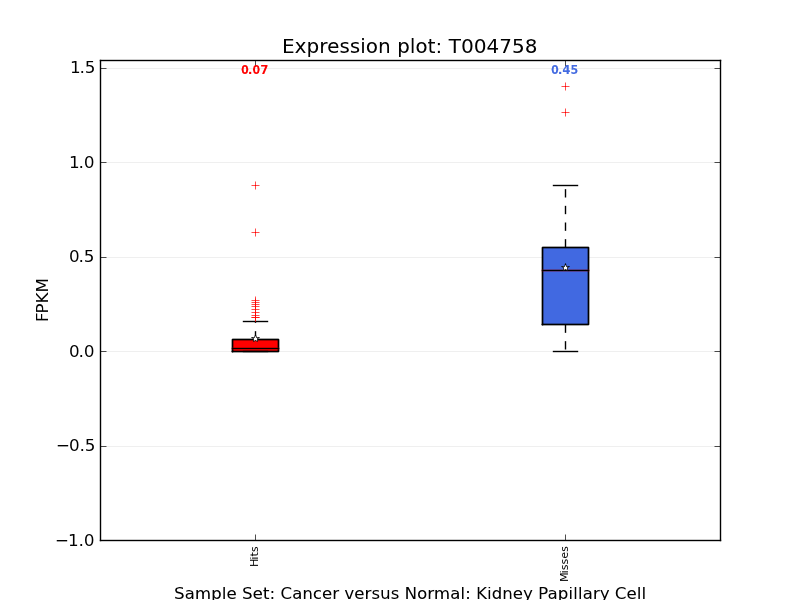 Expression plot: T004758
0.07
0.45
1.5
1.0
0.5
0.0
−0.5
−1.0
FPKM
Hits
Misses
Sample Set: Cancer versus Normal: Kidney Papillary Cell